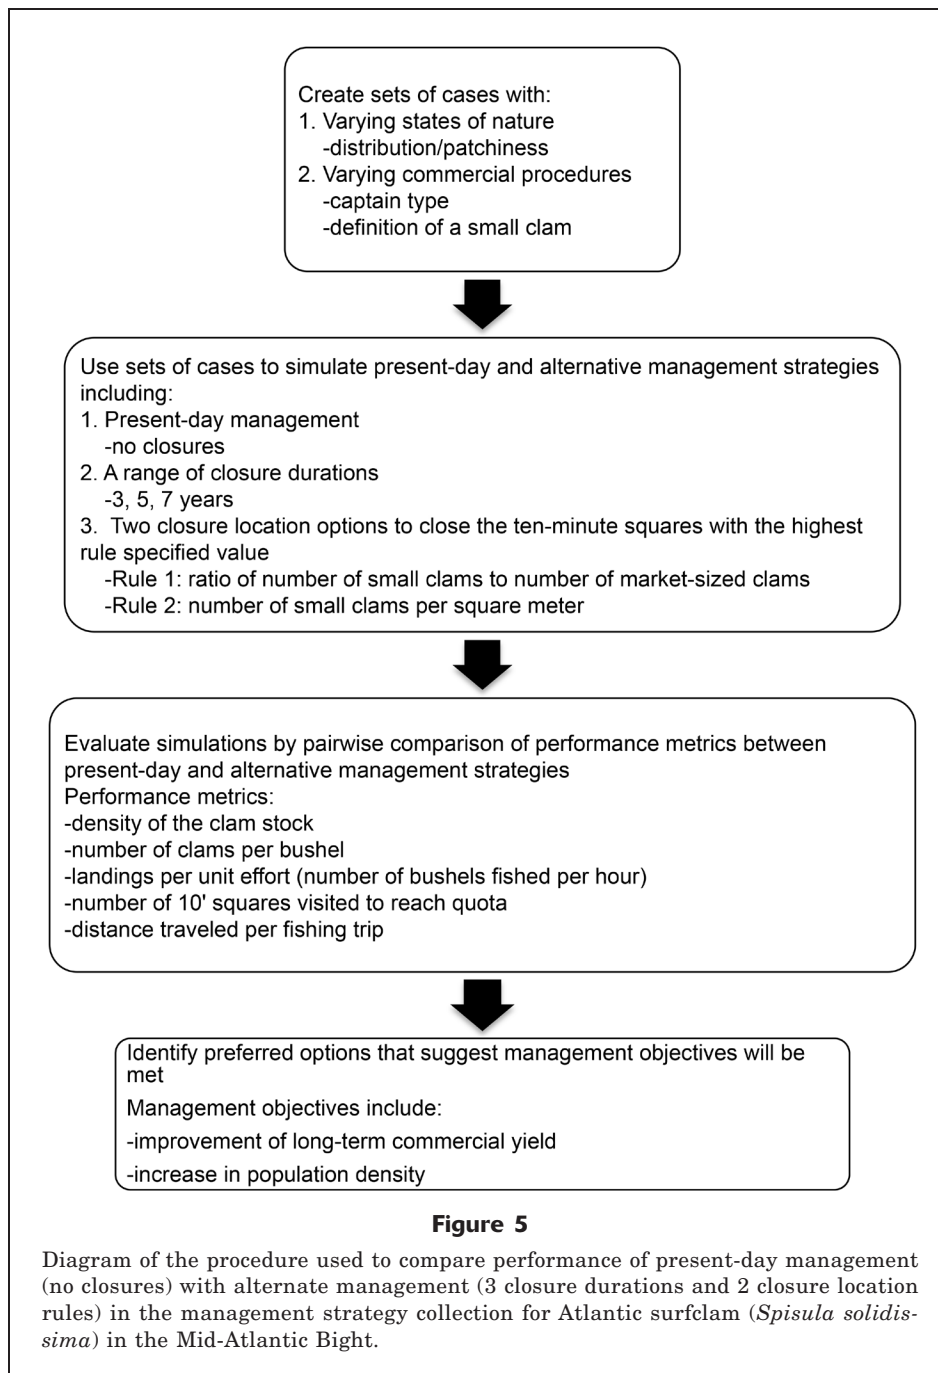 Create sets of cases with:
1. Varying states of nature
-distribution/patchiness
2. Varying commercial procedures
-captain type
-definition of a small clam
Use sets of cases to simulate present-day and alternative management strategies
including:
1. Present-day management
-no closures
2. A range of closure durations
-3, 5, 7 years
3.  Two closure location options to close the ten-minute squares with the highest
rule specified value
-Rule 1: ratio of number of small clams to number of market-sized clams
-Rule 2: number of small clams per square meter
Evaluate simulations by pairwise comparison of performance metrics between
present-day and alternative management strategies
Performance metrics:
-density of the clam stock
-number of clams per bushel
-landings per unit effort (number of bushels fished per hour)
-number of 10' squares visited to reach quota
-distance traveled per fishing trip
Identify preferred options that suggest management objectives will be
met
Management objectives include:
-improvement of long-term commercial yield
-increase in population density
Figure 5
Diagram of the procedure used to compare performance of present-day management
(no closures) with alternate management (3 closure durations and 2 closure location
rules) in the management strategy collection for Atlantic surfclam (Spisula solidis-
sima) in the Mid-Atlantic Bight.